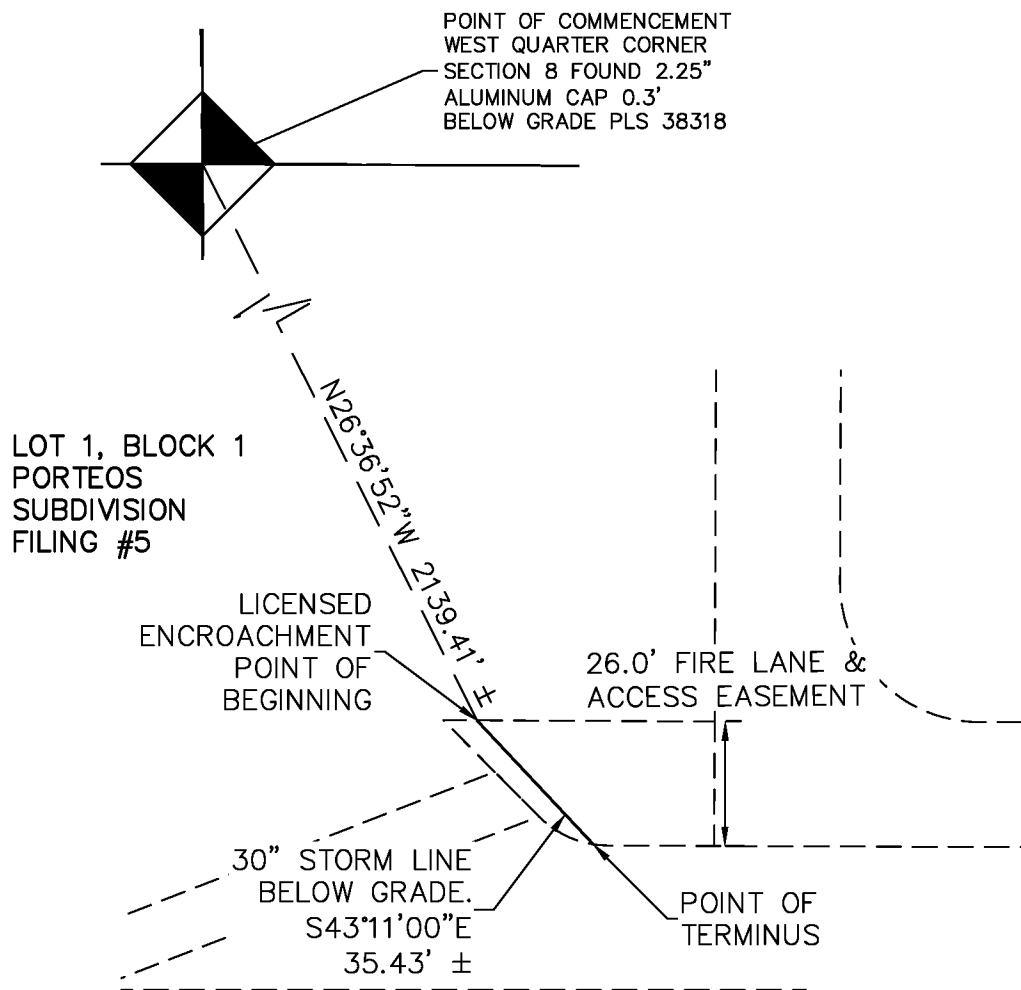 POINT OF COMMENCEMENT
WEST QUARTER CORNER
SECTION 8 FOUND 2.25"
ALUMINUM CAP 0.3'
BELOW GRADE PLS 38318
N26°36'52"W 2139.41' ±
LOT 1, BLOCK 1
PORTEOS
SUBDIVISION
FILING #5
LICENSED
ENCROACHMENT
POINT OF
BEGINNING
26.0' FIRE LANE &
ACCESS EASEMENT
30" STORM LINE
BELOW GRADE.
S43°11'00"E
35.43' ±
POINT OF
TERMINUS